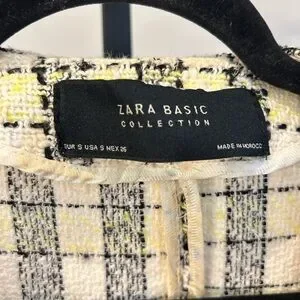 ZARA BASIC
COLLECTION
EUR S USA S MEX 26 MADE IN MOROCCO